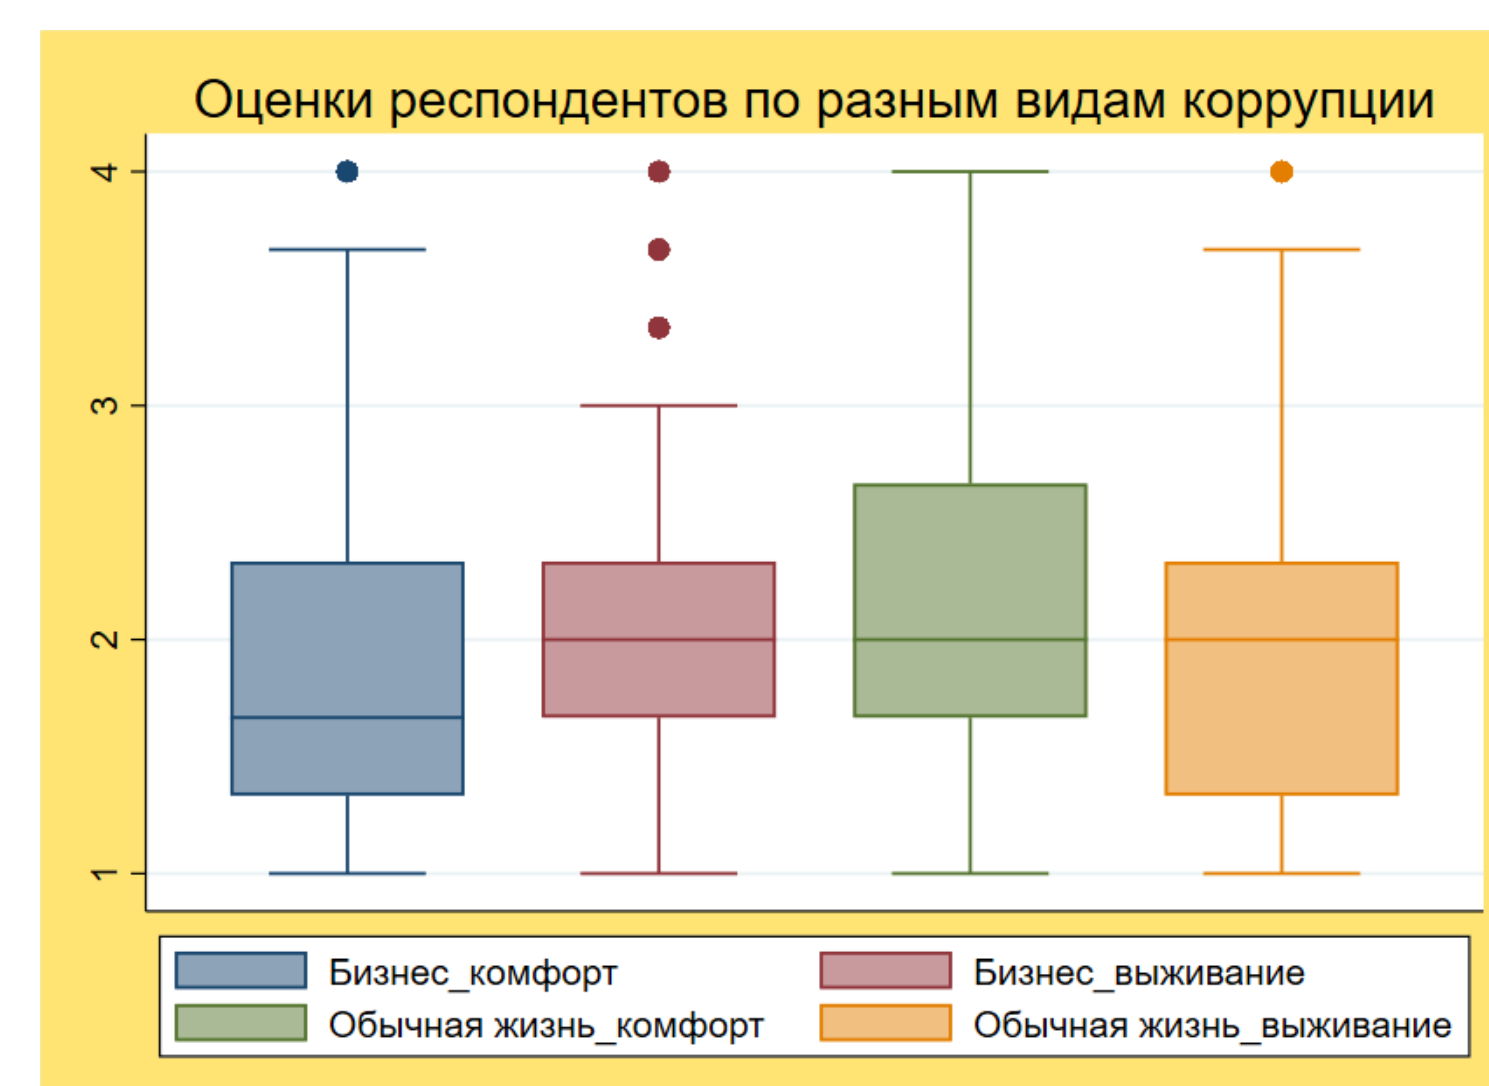 Оценки респондентов по разным видам коррупции
4
3
2
1
Бизнес_комфорт
Бизнес_выживание
Обычная жизнь_комфорт
Обычная жизнь_выживание